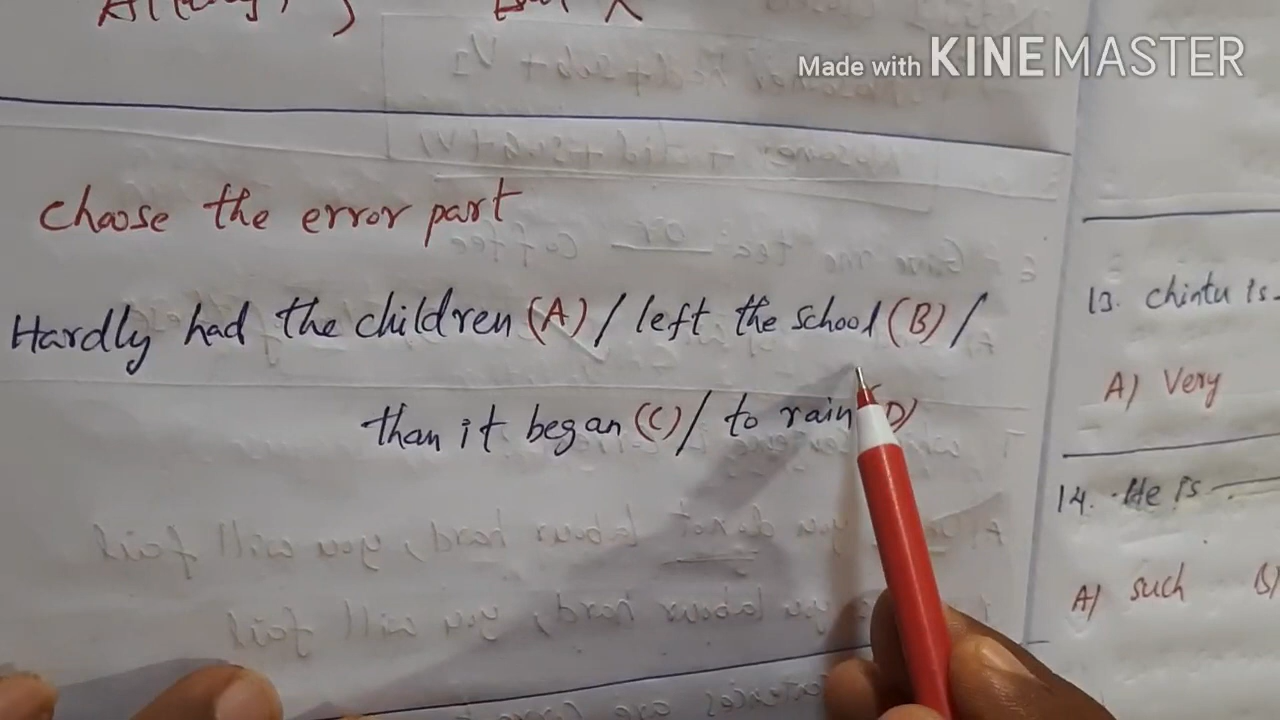 Made with KINEMASTER
choose the error part
Hardly had the children (A) / left the school (B) /
than it began (C) / to rain (D)
13. chintu is
A) Very
14. He is
A) such B)